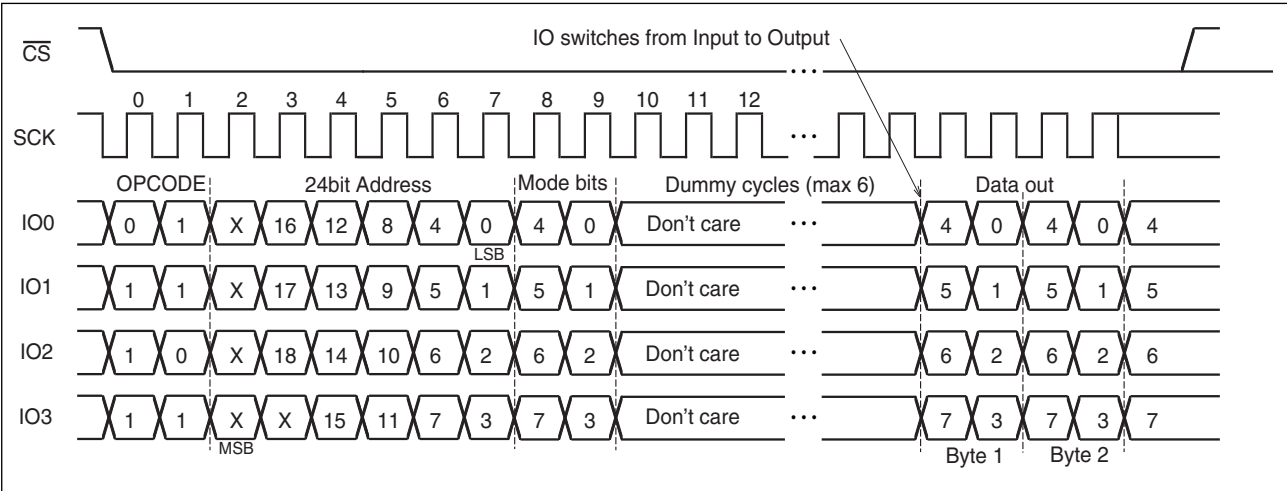 CS IO switches from Input to Output ...
0 1 2 3 4 5 6 7 8 9 10 11 12
SCK ...
OPCODE 24bit Address Mode bits Dummy cycles (max 6) Data out
IO0 0 1 X 16 12 8 4 0 4 0 Don't care ... 4 0 4 0 4
LSB
IO1 1 1 X 17 13 9 5 1 5 1 Don't care ... 5 1 5 1 5
IO2 1 0 X 18 14 10 6 2 6 2 Don't care ... 6 2 6 2 6
IO3 1 1 X X 15 11 7 3 7 3 Don't care ... 7 3 7 3 7
MSB
Byte 1 Byte 2